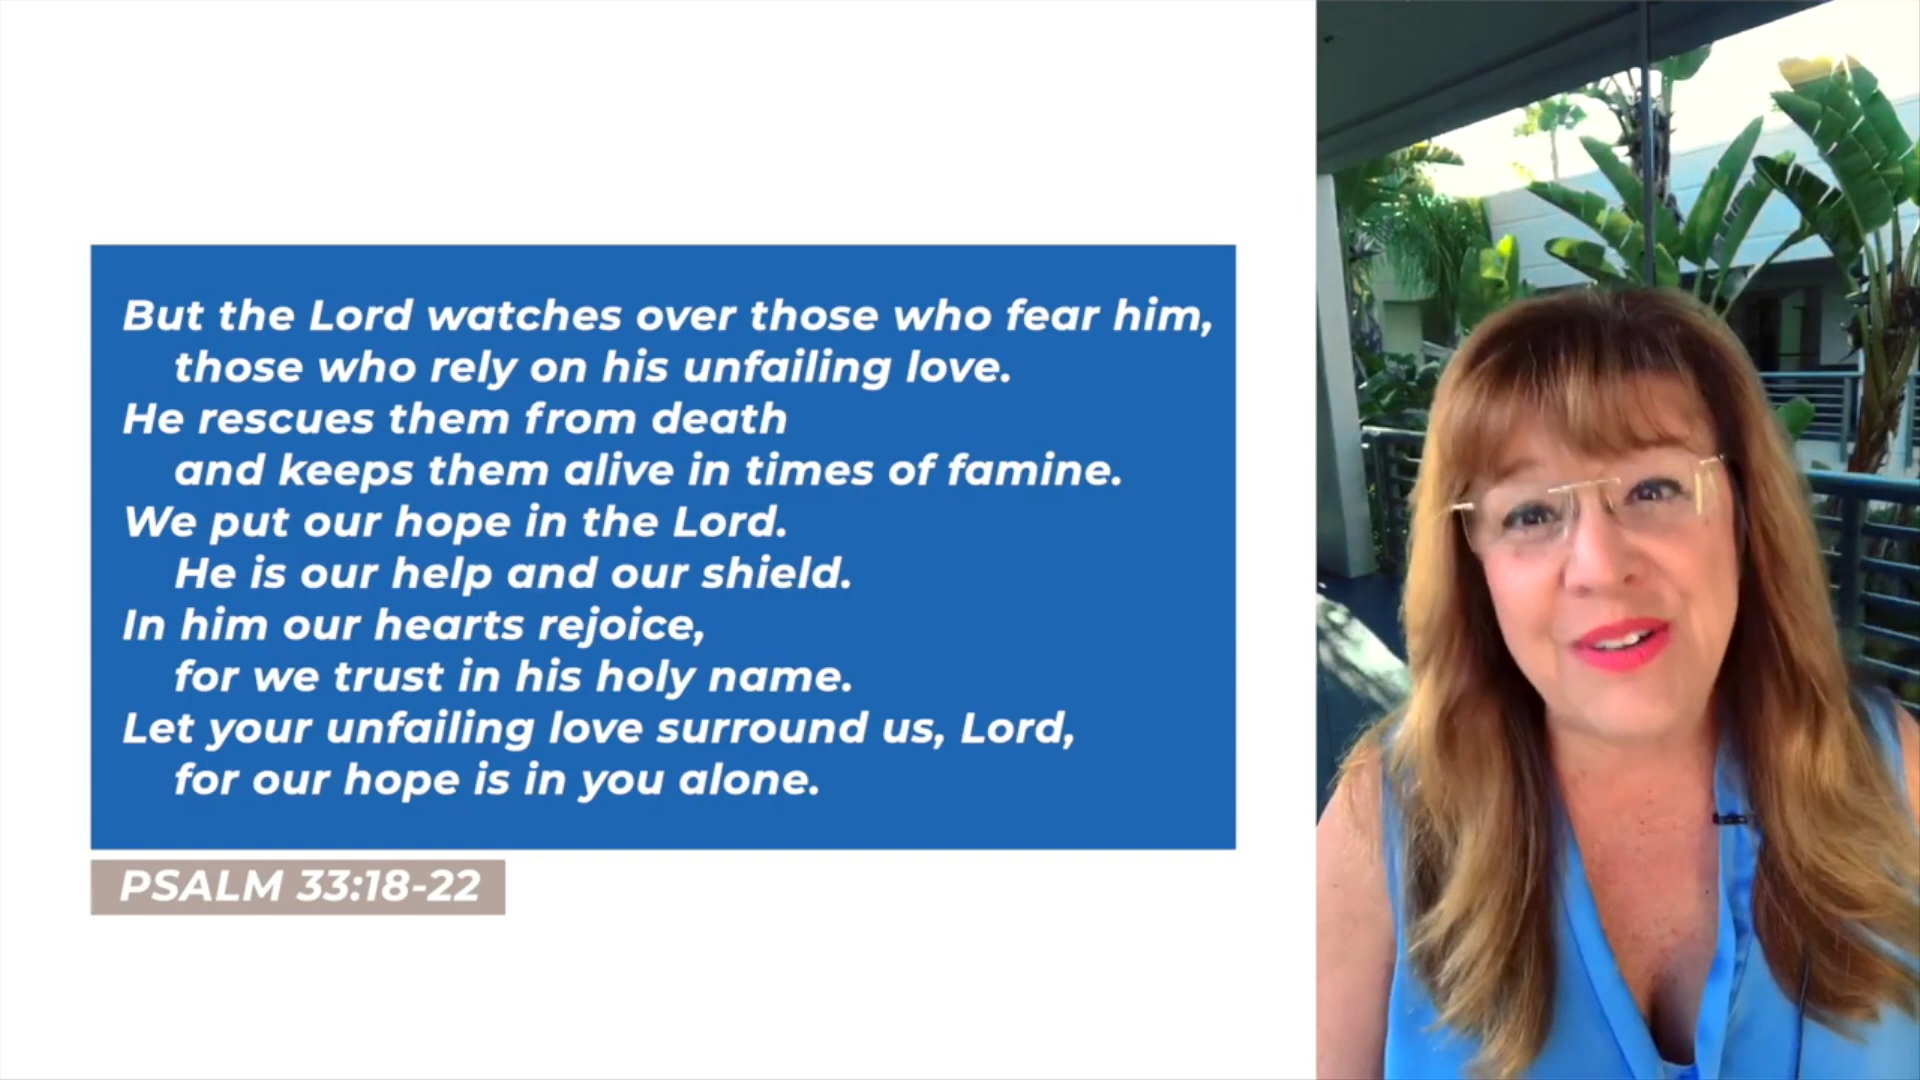 But the Lord watches over those who fear him,
those who rely on his unfailing love.
He rescues them from death
and keeps them alive in times of famine.
We put our hope in the Lord.
He is our help and our shield.
In him our hearts rejoice,
for we trust in his holy name.
Let your unfailing love surround us, Lord,
for our hope is in you alone.
PSALM 33:18-22